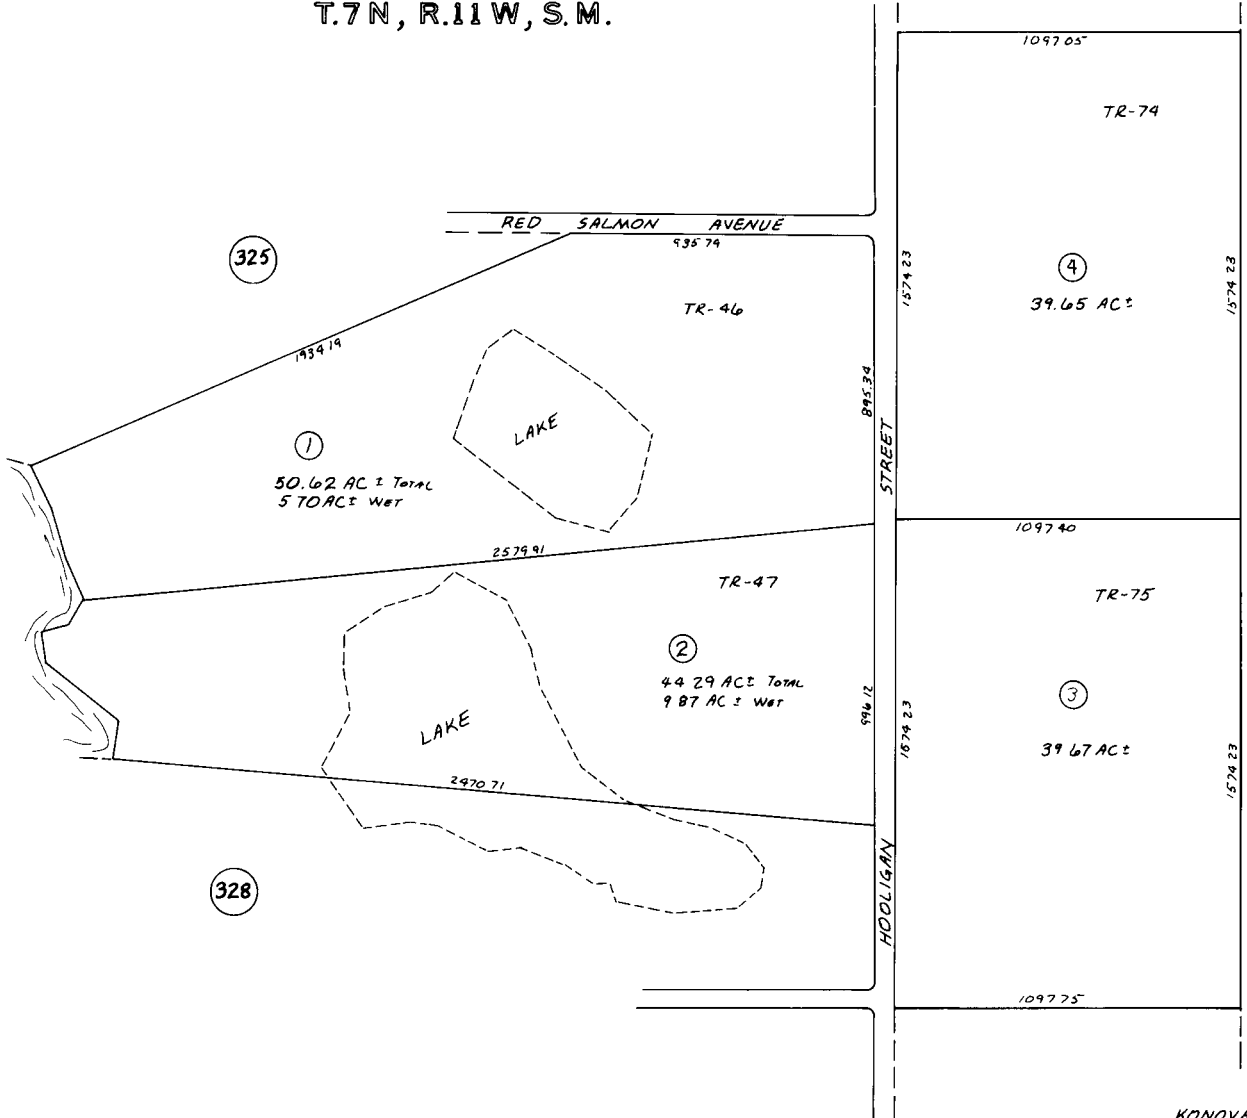 T.7 N, R.11 W, S.M.
1097 05
TR-74
RED SALMON AVENUE
935 74
325
4
39.65 AC ±
1574 23
1574 23
TR-46
1934 19
LAKE
895.34
1
50.62 AC ± TOTAL
5 70 AC ± WET
STREET
2579 91
1097 40
TR-47
TR-75
2
44 29 AC ± TOTAL
9 87 AC ± WET
3
39 67 AC ±
996 12
1574 23
1574 23
LAKE
2470 71
328
HOOLIGAN
1097 75